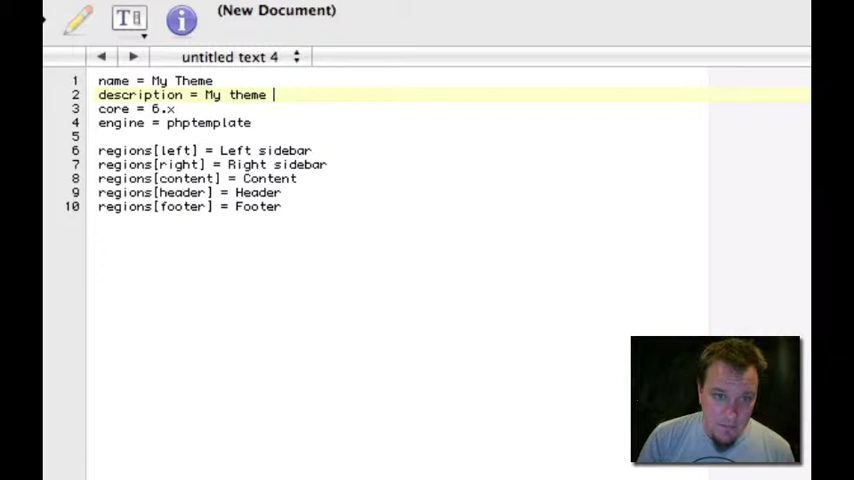 (New Document)
untitled text 4
1 name = My Theme
2 description = My theme
3 core = 6.x
4 engine = phptemplate
5
6 regions[left] = Left sidebar
7 regions[right] = Right sidebar
8 regions[content] = Content
9 regions[header] = Header
10 regions[footer] = Footer